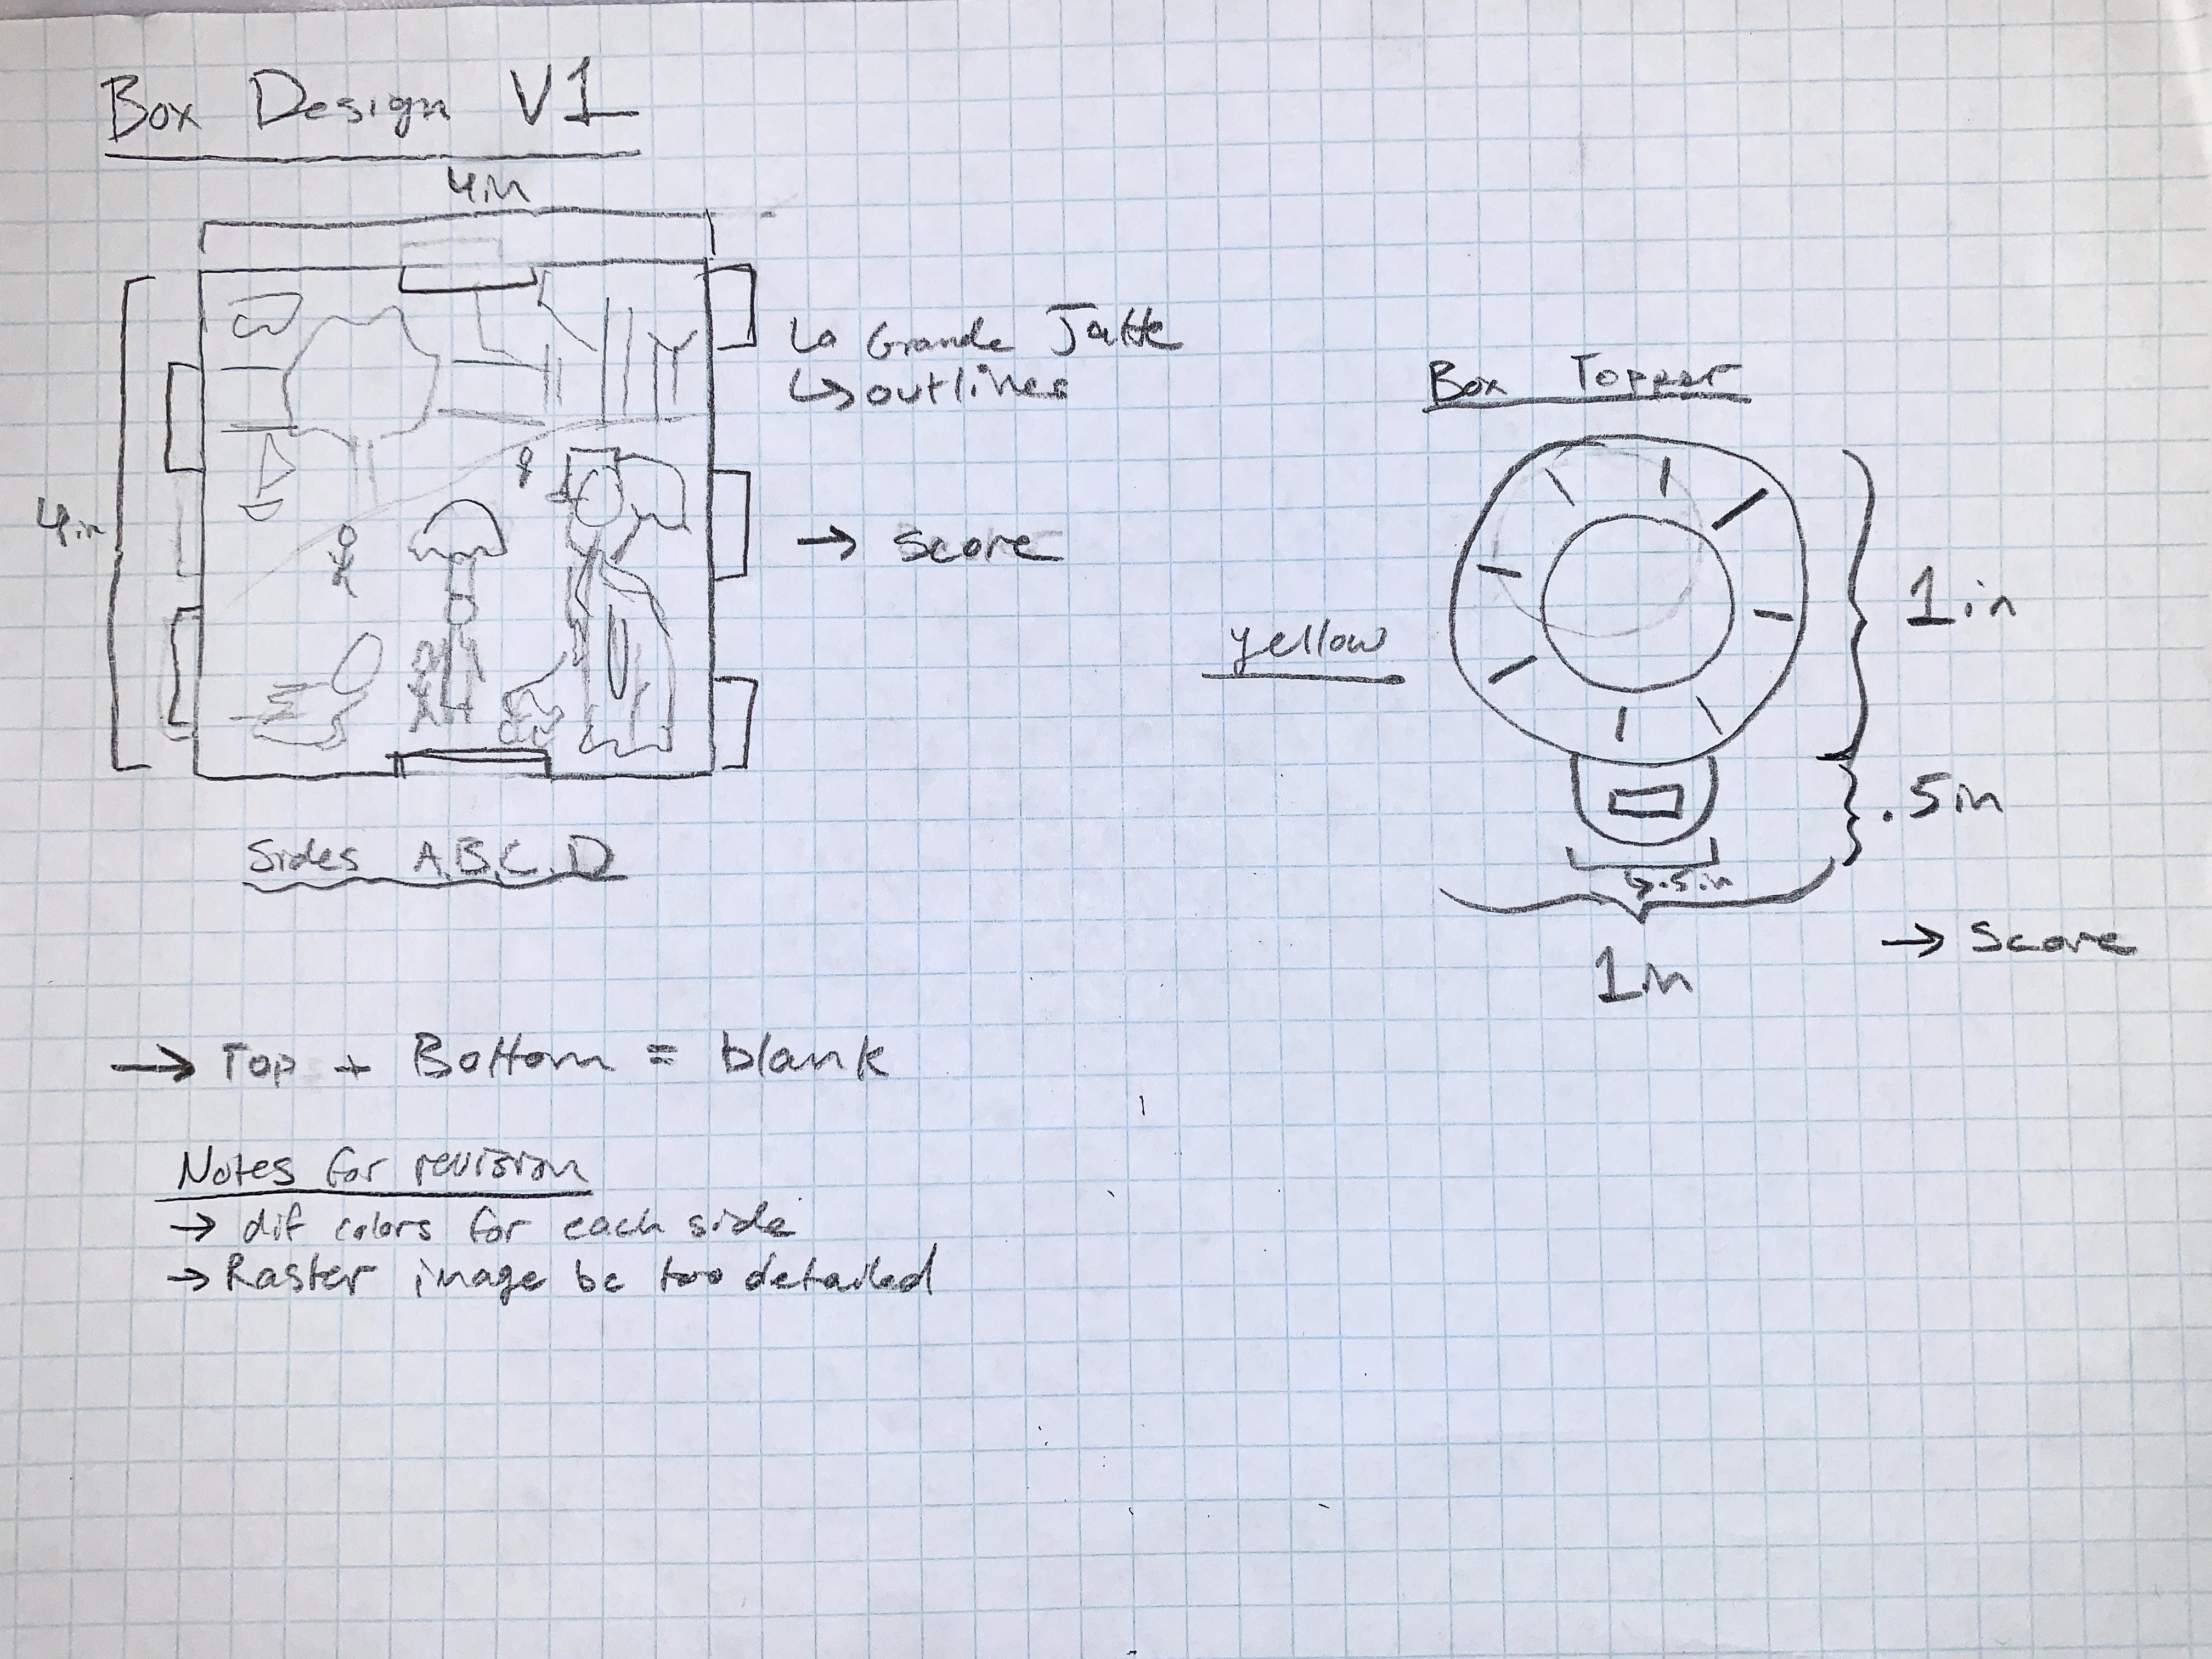 Box Design V1
4in
4in
La Grande Jatte
↳ outlines
→ score
Sides A,B,C,D
Box Topper
yellow
1in
.5in
↳.5in
1in
→ score
→ Top + Bottom = blank
Notes for revision
→ dif colors for each side
→ Raster image bc too detailed